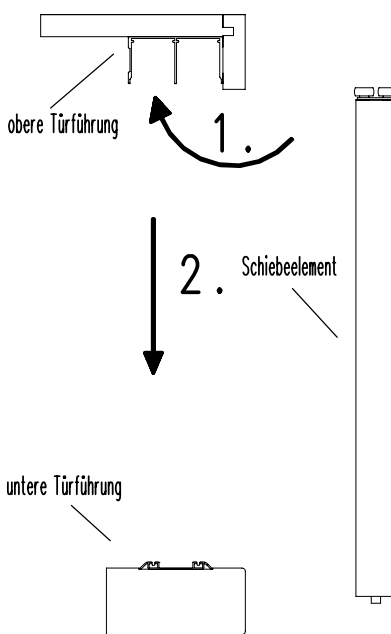 obere Türführung
1.
2.
Schiebeelement
untere Türführung